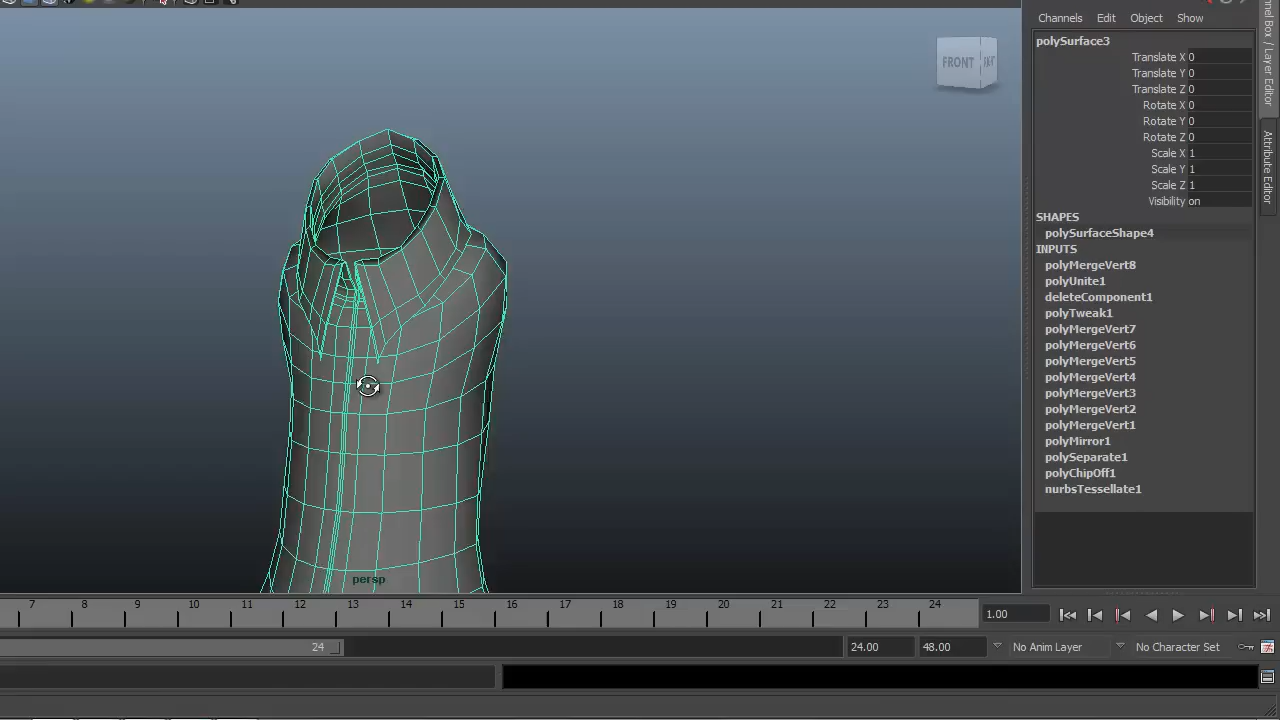 Channels Edit Object Show
polySurface3
Translate X 0
Translate Y 0
Translate Z 0
Rotate X 0
Rotate Y 0
Rotate Z 0
Scale X 1
Scale Y 1
Scale Z 1
Visibility on
SHAPES
polySurfaceShape4
INPUTS
polyMergeVert8
polyUnite1
deleteComponent1
polyTweak1
polyMergeVert7
polyMergeVert6
polyMergeVert5
polyMergeVert4
polyMergeVert3
polyMergeVert2
polyMergeVert1
polyMirror1
polySeparate1
polyChipOff1
nurbsTessellate1
Box / Layer Editor
Attribute Editor
FRONT
persp
7 8 9 10 11 12 13 14 15 16 17 18 19 20 21 22 23 24
1.00
24
24.00
48.00
No Anim Layer
No Character Set